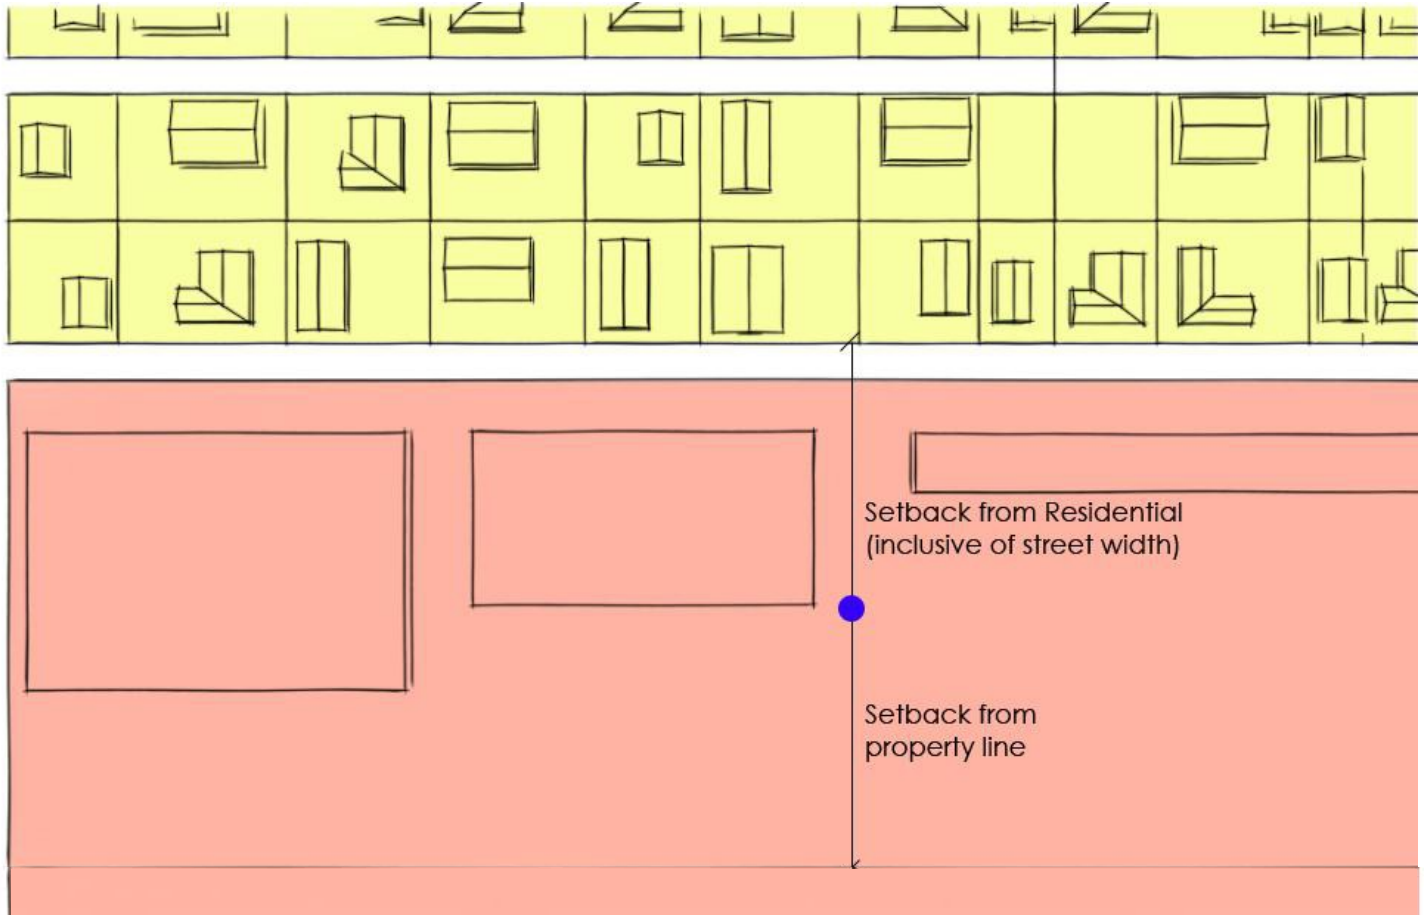 Setback from Residential
(inclusive of street width)
Setback from
property line